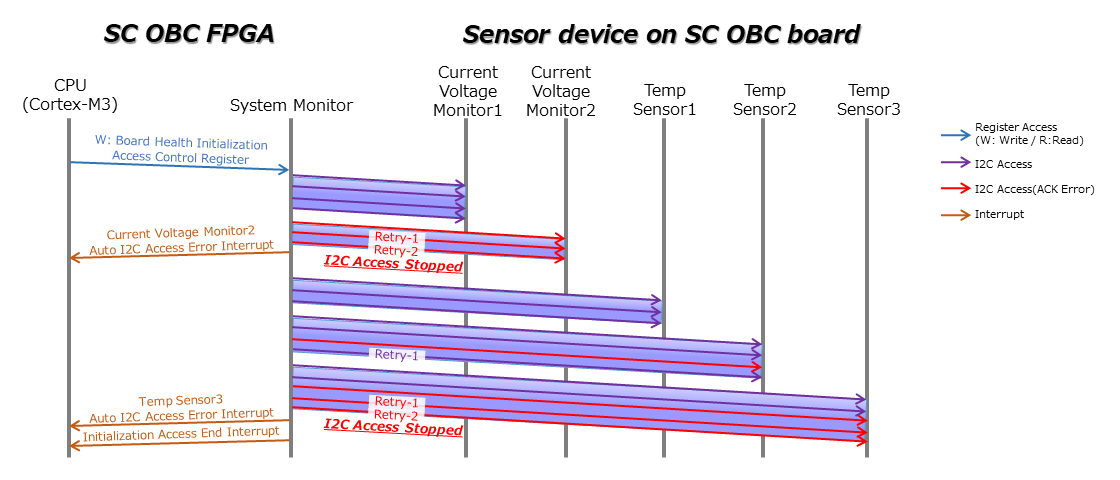 SC OBC FPGA
Sensor device on SC OBC board
CPU
(Cortex-M3)
System Monitor
Current
Voltage
Monitor1
Current
Voltage
Monitor2
Temp
Sensor1
Temp
Sensor2
Temp
Sensor3
Register Access
(W: Write / R:Read)
I2C Access
I2C Access(ACK Error)
Interrupt
W: Board Health Initialization
Access Control Register
Current Voltage Monitor2
Auto I2C Access Error Interrupt
Retry-1
Retry-2
I2C Access Stopped
Retry-1
Temp Sensor3
Auto I2C Access Error Interrupt
Initialization Access End Interrupt
Retry-1
Retry-2
I2C Access Stopped